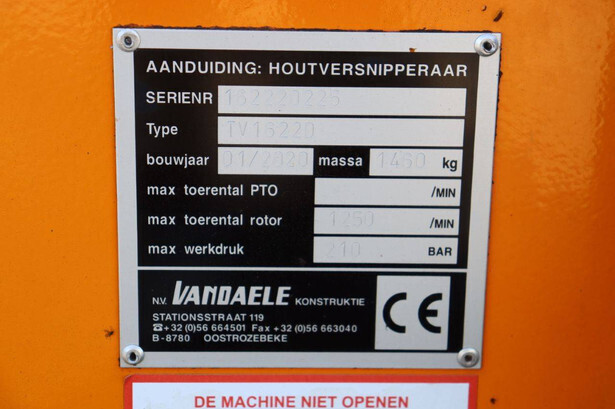 AANDUIDING: HOUTVERSNIPPERAAR
SERIENR 162220225
Type TV16220
bouwjaar 01/2020 massa 1460 kg
max toerental PTO /MIN
max toerental rotor 1250 /MIN
max werkdruk 210 BAR
N.V. VANDAELE KONSTRUKTIE
STATIONSSTRAAT 119
☎+32 (0)56 664501 Fax +32 (0)56 663040
B-8780 OOSTROZEBEKE
CE
DE MACHINE NIET OPENEN